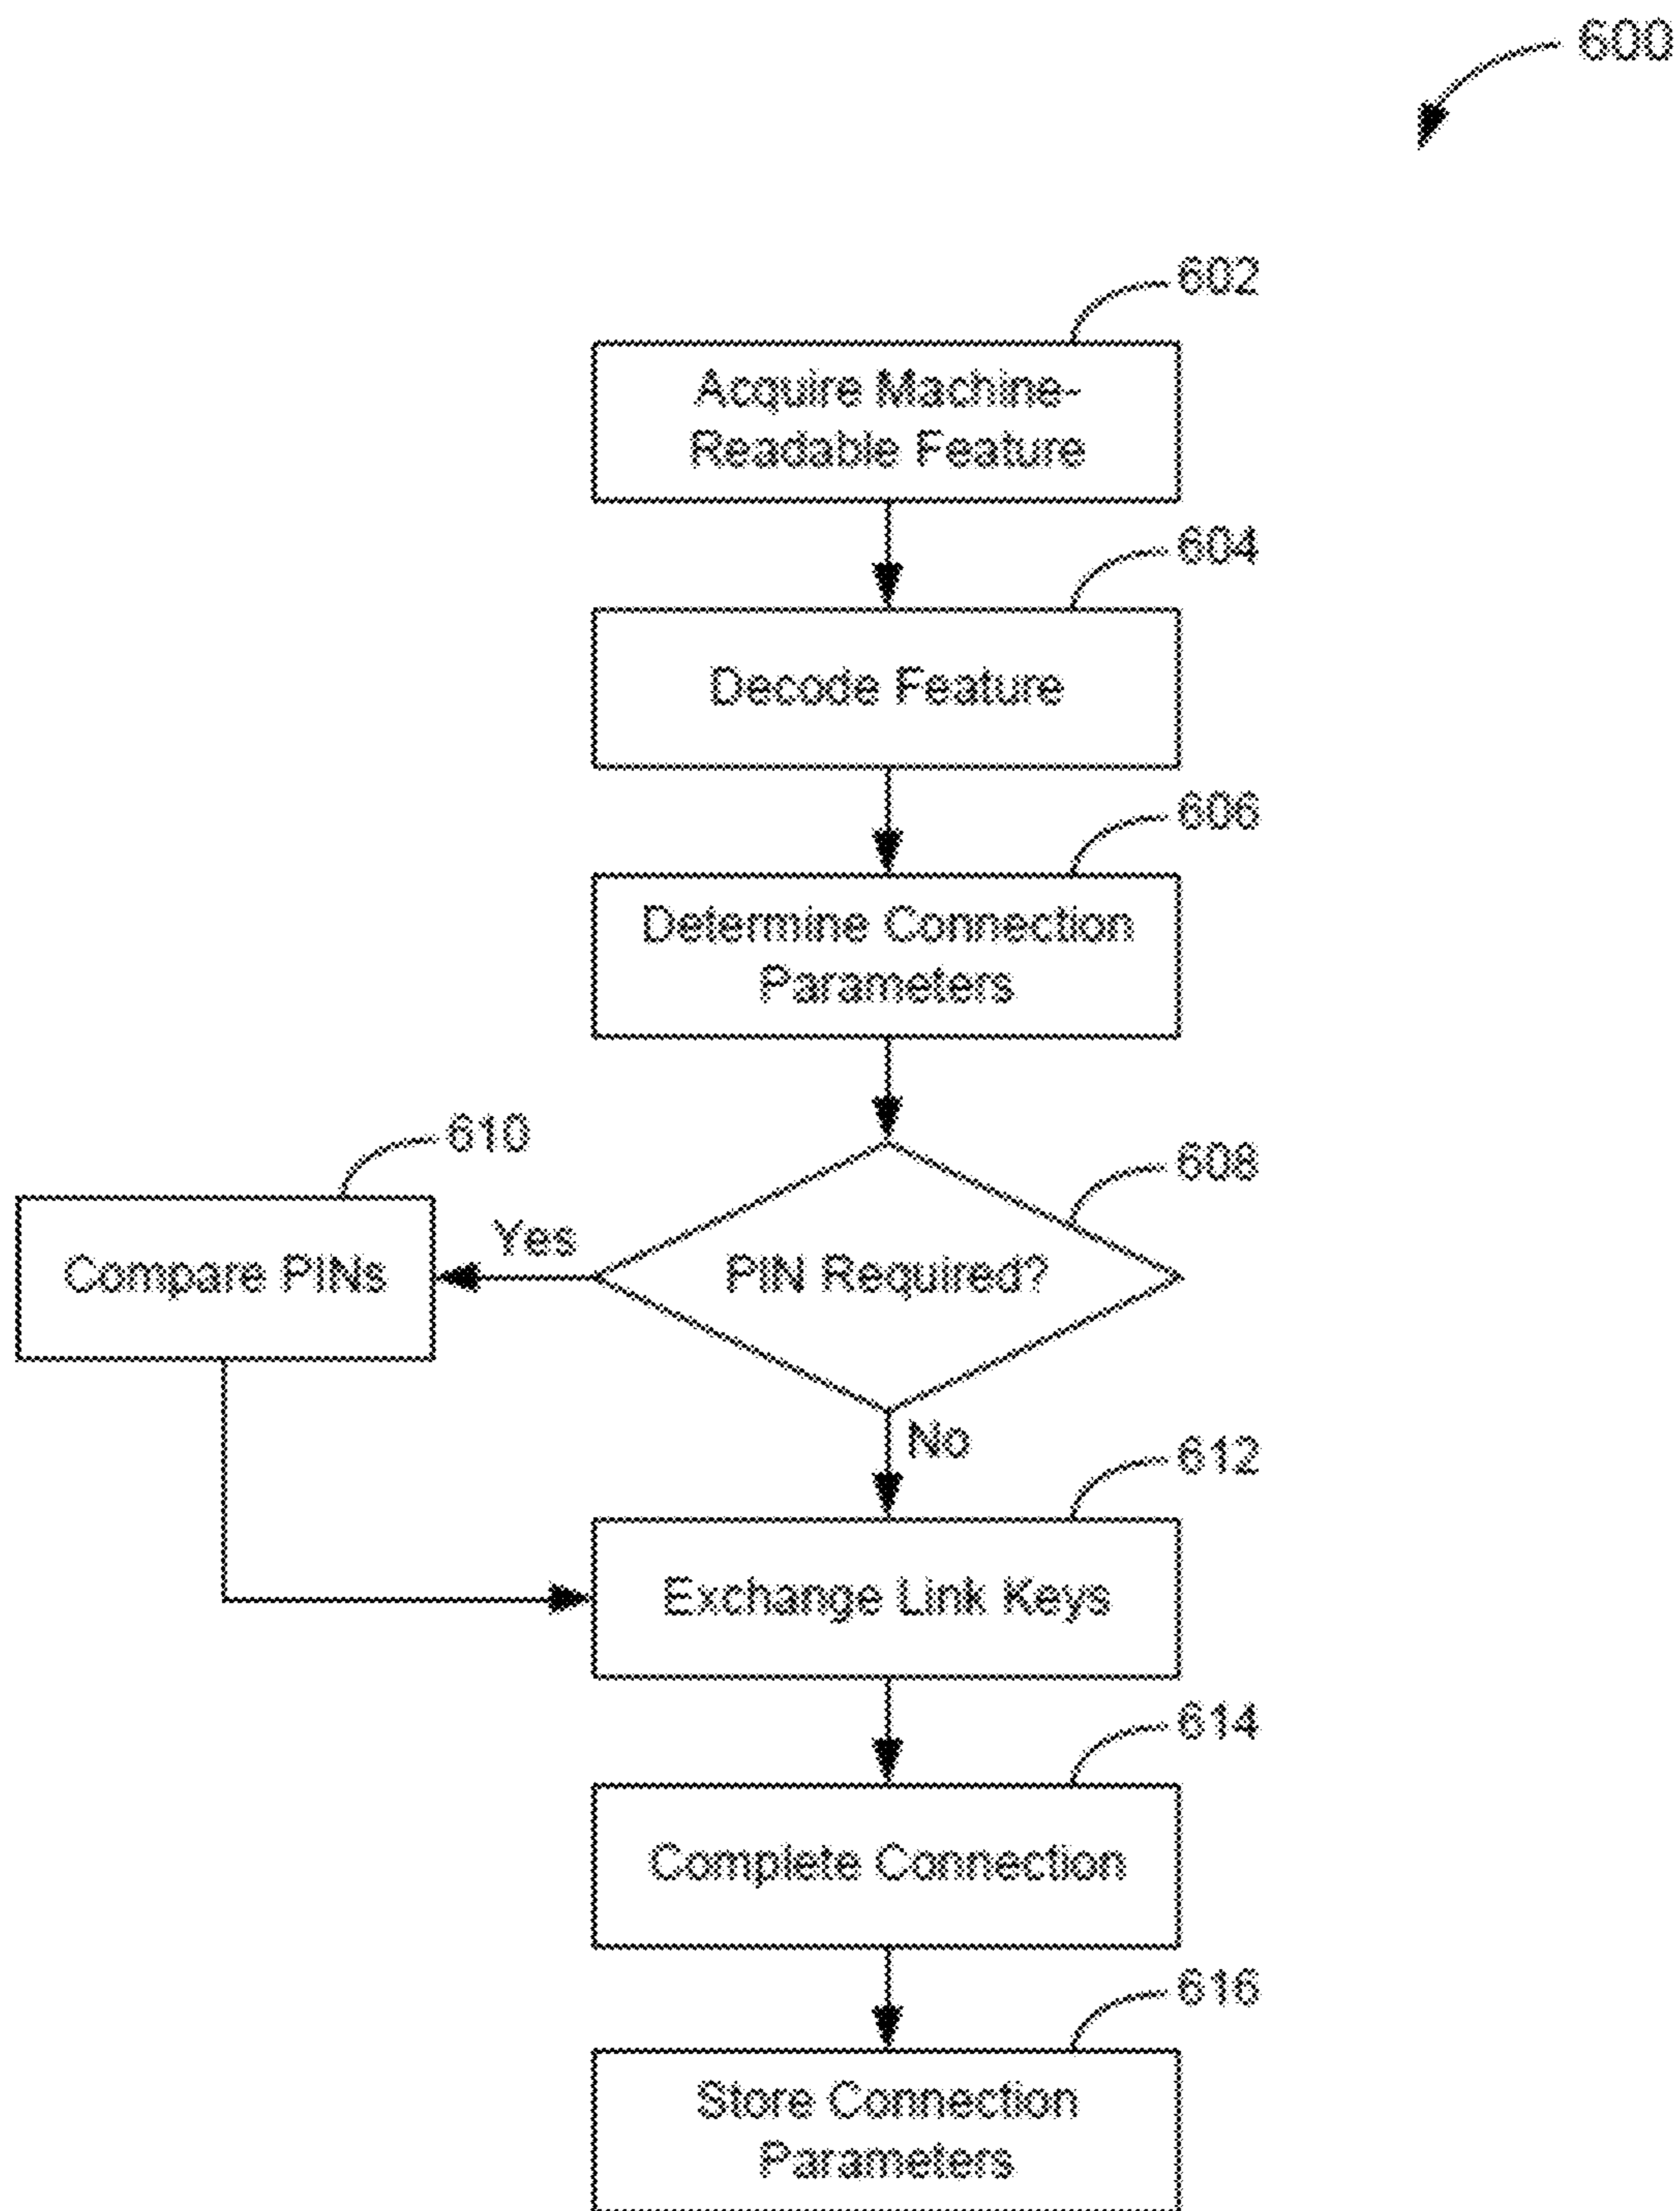 600
602
Acquire Machine-
Readable Feature
604
Decode Feature
606
Determine Connection
Parameters
610
608
Compare PINs
Yes
PIN Required?
No
612
Exchange Link Keys
614
Complete Connection
616
Store Connection
Parameters